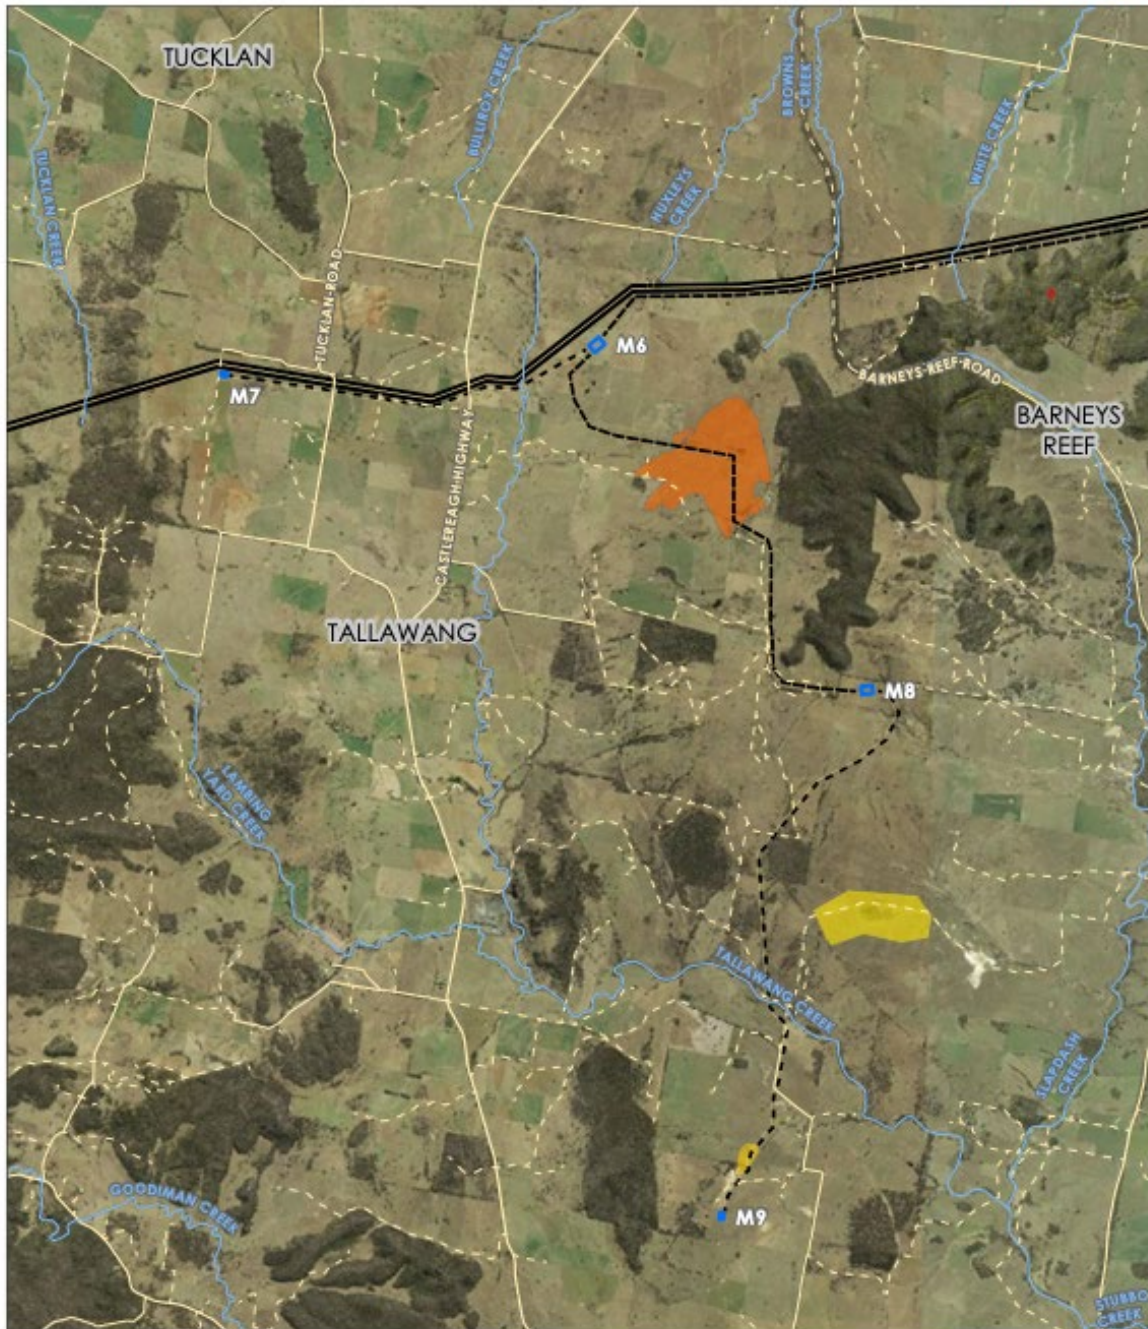 TUCKLAN
BULLIROY CREEK
BROWNS
CREEK
WHITE CREEK
TUCKLAN CREEK
HUXLEYS
CREEK
TUCKLAN-ROAD
M6
M7
BARNEYS-REEF-ROAD
BARNEYS
REEF
CASTLEREAGH-HIGHWAY
TALLAWANG
M8
LAMBING
YARD CREEK
TALLAWANG CREEK
SLAPDASH
CREEK
GOODIMAN CREEK
M9
STUBBO
CREEK